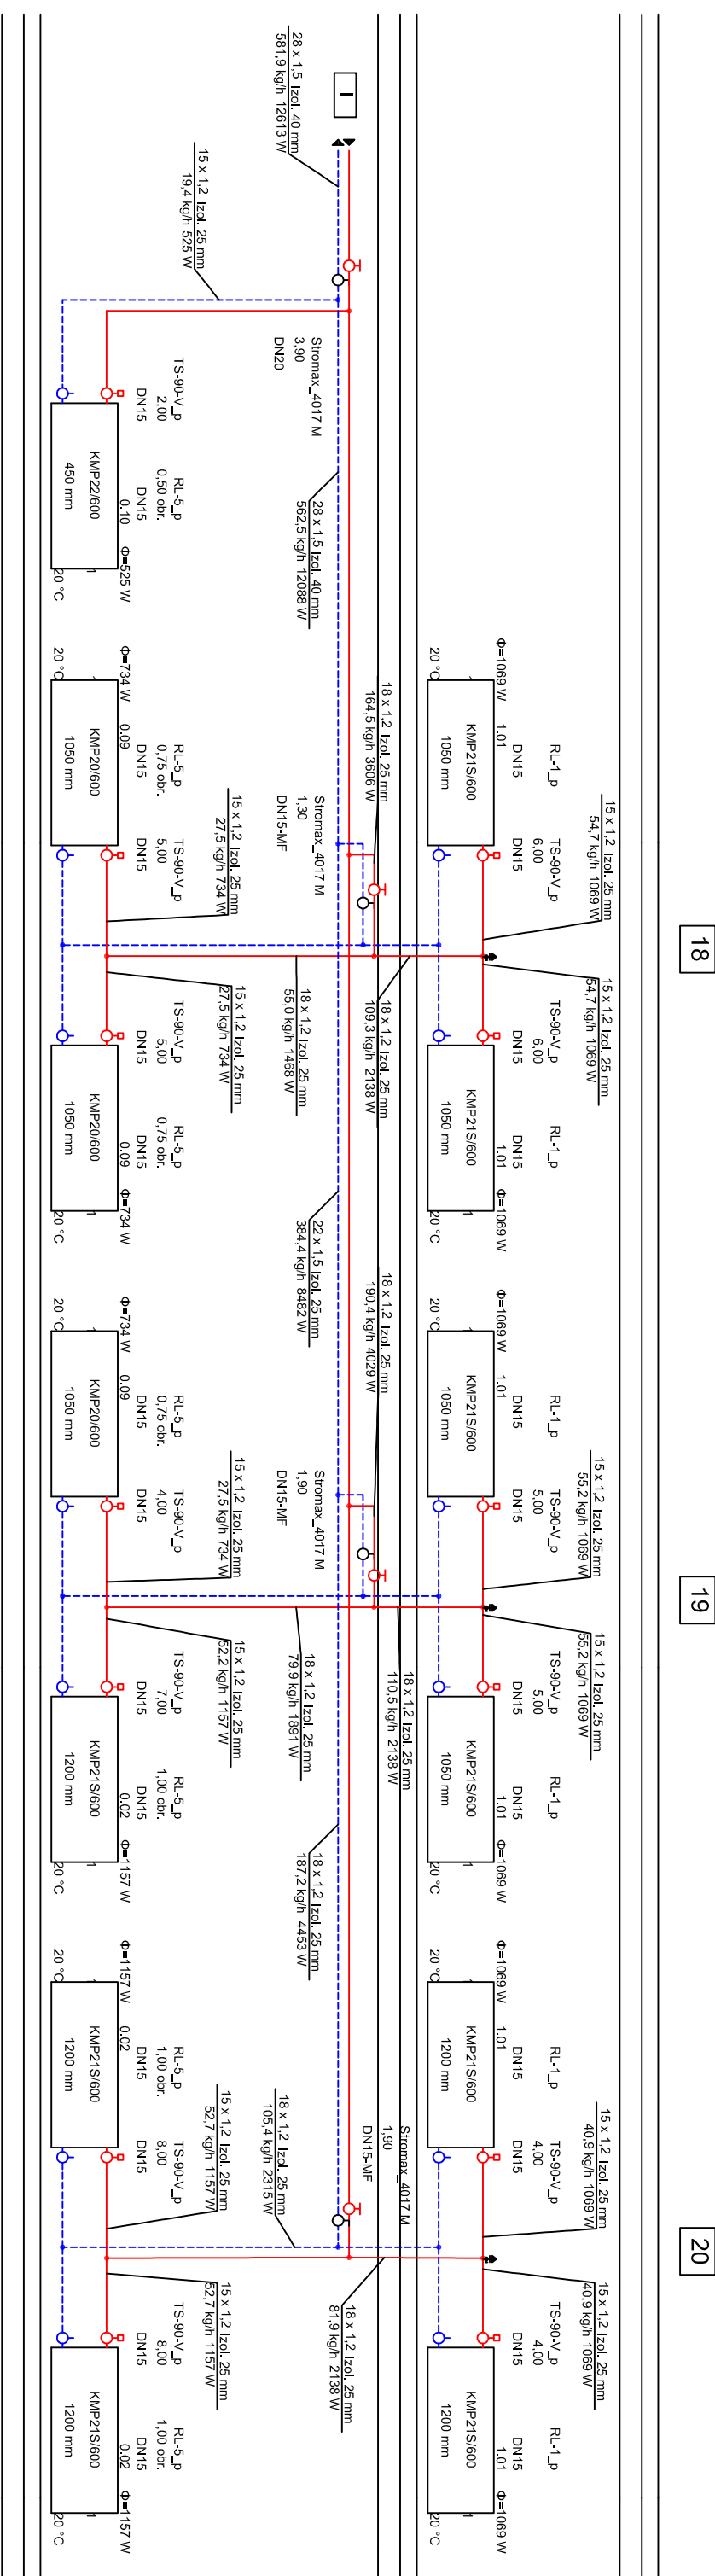 18
19
20
I
15 x 1,2 Izol. 25 mm
54,7 kg/h 1069 W
15 x 1,2 Izol. 25 mm
54,7 kg/h 1069 W
15 x 1,2 Izol. 25 mm
55,2 kg/h 1069 W
15 x 1,2 Izol. 25 mm
55,2 kg/h 1069 W
15 x 1,2 Izol. 25 mm
40,9 kg/h 1069 W
15 x 1,2 Izol. 25 mm
40,9 kg/h 1069 W
RL-1_p
DN15
TS-90-V_p
6,00
DN15
TS-90-V_p
6,00
DN15
RL-1_p
DN15
RL-1_p
DN15
TS-90-V_p
5,00
DN15
TS-90-V_p
5,00
DN15
RL-1_p
DN15
RL-1_p
DN15
TS-90-V_p
4,00
DN15
TS-90-V_p
4,00
DN15
RL-1_p
DN15
Φ=1069 W
1.01
KMP21S/600
1050 mm
20 °C
1.01
Φ=1069 W
KMP21S/600
1050 mm
20 °C
Φ=1069 W
1.01
KMP21S/600
1050 mm
20 °C
1.01
Φ=1069 W
KMP21S/600
1050 mm
20 °C
Φ=1069 W
1.01
KMP21S/600
1200 mm
20 °C
1.01
Φ=1069 W
KMP21S/600
1200 mm
20 °C
28 x 1,5 Izol. 40 mm
581,9 kg/h 12613 W
Stromax_4017 M
3,90
DN20
28 x 1,5 Izol. 40 mm
562,5 kg/h 12088 W
18 x 1,2 Izol. 25 mm
164,5 kg/h 3606 W
Stromax_4017 M
1,30
DN15-MF
18 x 1,2 Izol. 25 mm
109,3 kg/h 2138 W
18 x 1,2 Izol. 25 mm
55,0 kg/h 1468 W
22 x 1,5 Izol. 25 mm
384,4 kg/h 8482 W
18 x 1,2 Izol. 25 mm
190,4 kg/h 4029 W
Stromax_4017 M
1,90
DN15-MF
18 x 1,2 Izol. 25 mm
110,5 kg/h 2138 W
18 x 1,2 Izol. 25 mm
79,9 kg/h 1891 W
18 x 1,2 Izol. 25 mm
187,2 kg/h 4453 W
Stromax_4017 M
1,90
DN15-MF
18 x 1,2 Izol. 25 mm
105,4 kg/h 2315 W
18 x 1,2 Izol. 25 mm
81,9 kg/h 2138 W
15 x 1,2 Izol. 25 mm
19,4 kg/h 525 W
15 x 1,2 Izol. 25 mm
27,5 kg/h 734 W
15 x 1,2 Izol. 25 mm
27,5 kg/h 734 W
15 x 1,2 Izol. 25 mm
27,5 kg/h 734 W
15 x 1,2 Izol. 25 mm
52,2 kg/h 1157 W
15 x 1,2 Izol. 25 mm
52,7 kg/h 1157 W
15 x 1,2 Izol. 25 mm
52,7 kg/h 1157 W
TS-90-V_p
2,00
DN15
RL-5_p
0,50 obr.
DN15
RL-5_p
0,75 obr.
DN15
TS-90-V_p
5,00
DN15
TS-90-V_p
5,00
DN15
RL-5_p
0,75 obr.
DN15
RL-5_p
0,75 obr.
DN15
TS-90-V_p
4,00
DN15
TS-90-V_p
7,00
DN15
RL-5_p
1,00 obr.
DN15
RL-5_p
1,00 obr.
DN15
TS-90-V_p
8,00
DN15
TS-90-V_p
8,00
DN15
RL-5_p
1,00 obr.
DN15
0.10
Φ=525 W
KMP22/600
450 mm
20 °C
Φ=734 W
0.09
KMP20/600
1050 mm
20 °C
0.09
Φ=734 W
KMP20/600
1050 mm
20 °C
Φ=734 W
0.09
KMP20/600
1050 mm
20 °C
0.02
Φ=1157 W
KMP21S/600
1200 mm
20 °C
Φ=1157 W
0.02
KMP21S/600
1200 mm
20 °C
0.02
Φ=1157 W
KMP21S/600
1200 mm
20 °C